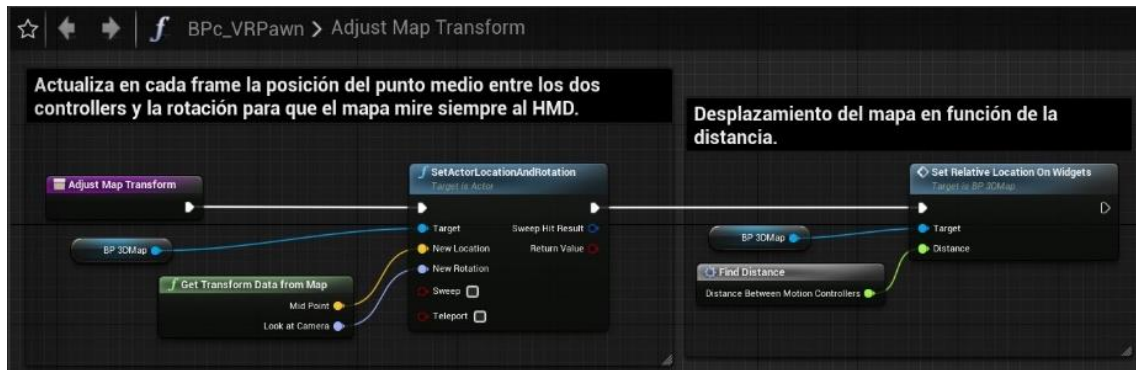 BPc_VRPawn > Adjust Map Transform
Actualiza en cada frame la posición del punto medio entre los dos
controllers y la rotación para que el mapa mire siempre al HMD.
Desplazamiento del mapa en función de la
distancia.
Adjust Map Transform
BP 3DMap
f Get Transform Data from Map
Mid Point
Look at Camera
f SetActorLocationAndRotation
Target is Actor
Target Sweep Hit Result
New Location Return Value
New Rotation
Sweep
Teleport
BP 3DMap
Find Distance
Distance Between Motion Controllers
Set Relative Location On Widgets
Target is BP 3DMap
Target
Distance